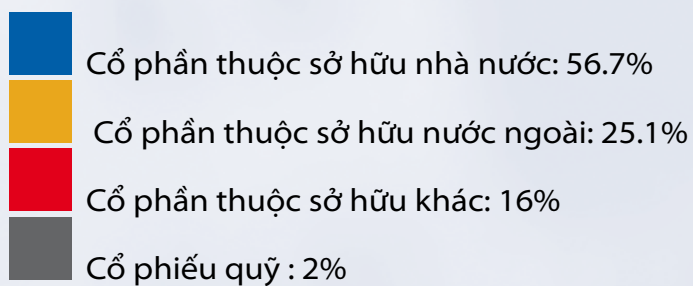 Cổ phần thuộc sở hữu nhà nước: 56.7%
Cổ phần thuộc sở hữu nước ngoài: 25.1%
Cổ phần thuộc sở hữu khác: 16%
Cổ phiếu quỹ : 2%